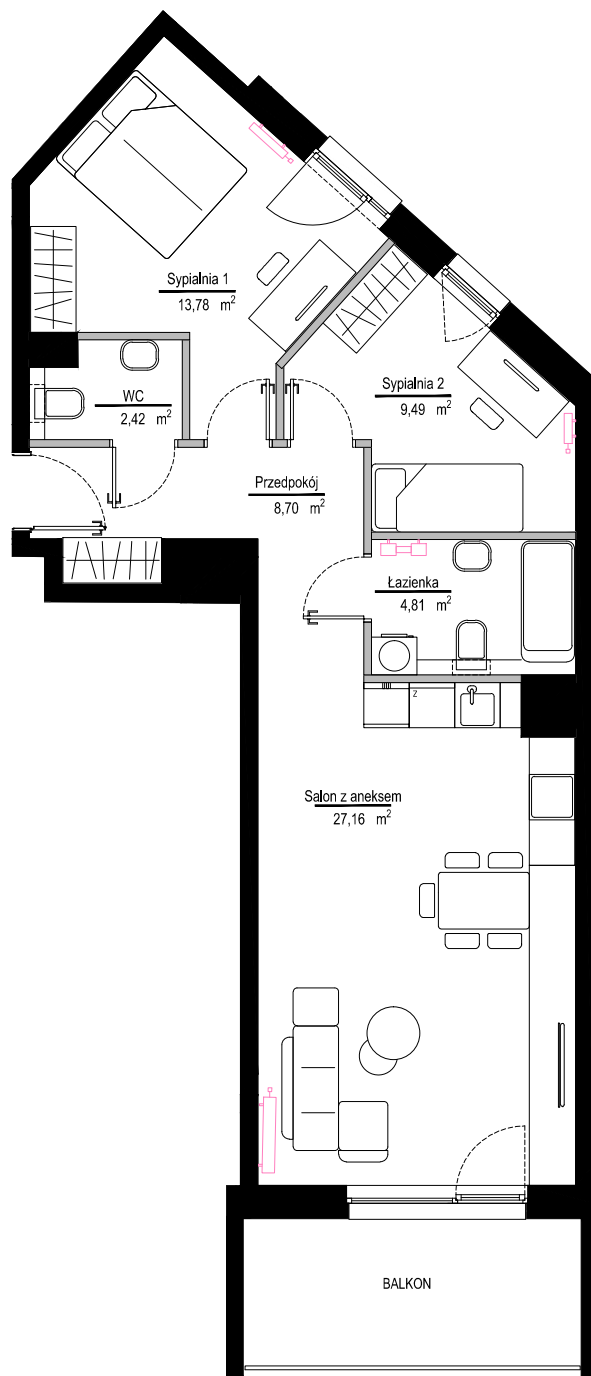 Sypialnia 1
13,78 m²
Sypialnia 2
9,49 m²
WC
2,42 m²
Przedpokój
8,70 m²
Łazienka
4,81 m²
Z
Salon z aneksem
27,16 m²
BALKON